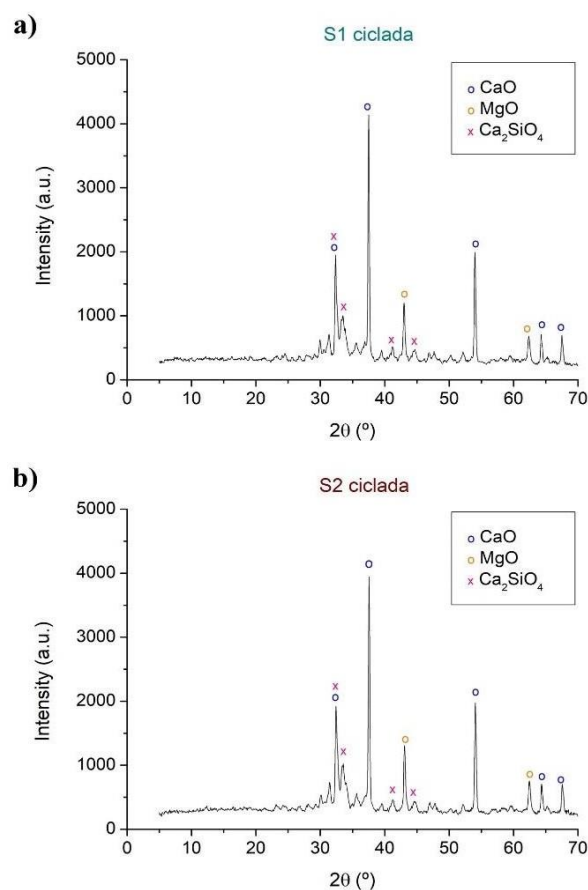 a)
S1 ciclada
5000
4000
3000
2000
1000
0
Intensity (a.u.)
0 10 20 30 40 50 60 70
2θ (º)
o CaO
o MgO
x Ca₂SiO₄
b)
S2 ciclada
5000
4000
3000
2000
1000
0
Intensity (a.u.)
0 10 20 30 40 50 60 70
2θ (º)
o CaO
o MgO
x Ca₂SiO₄